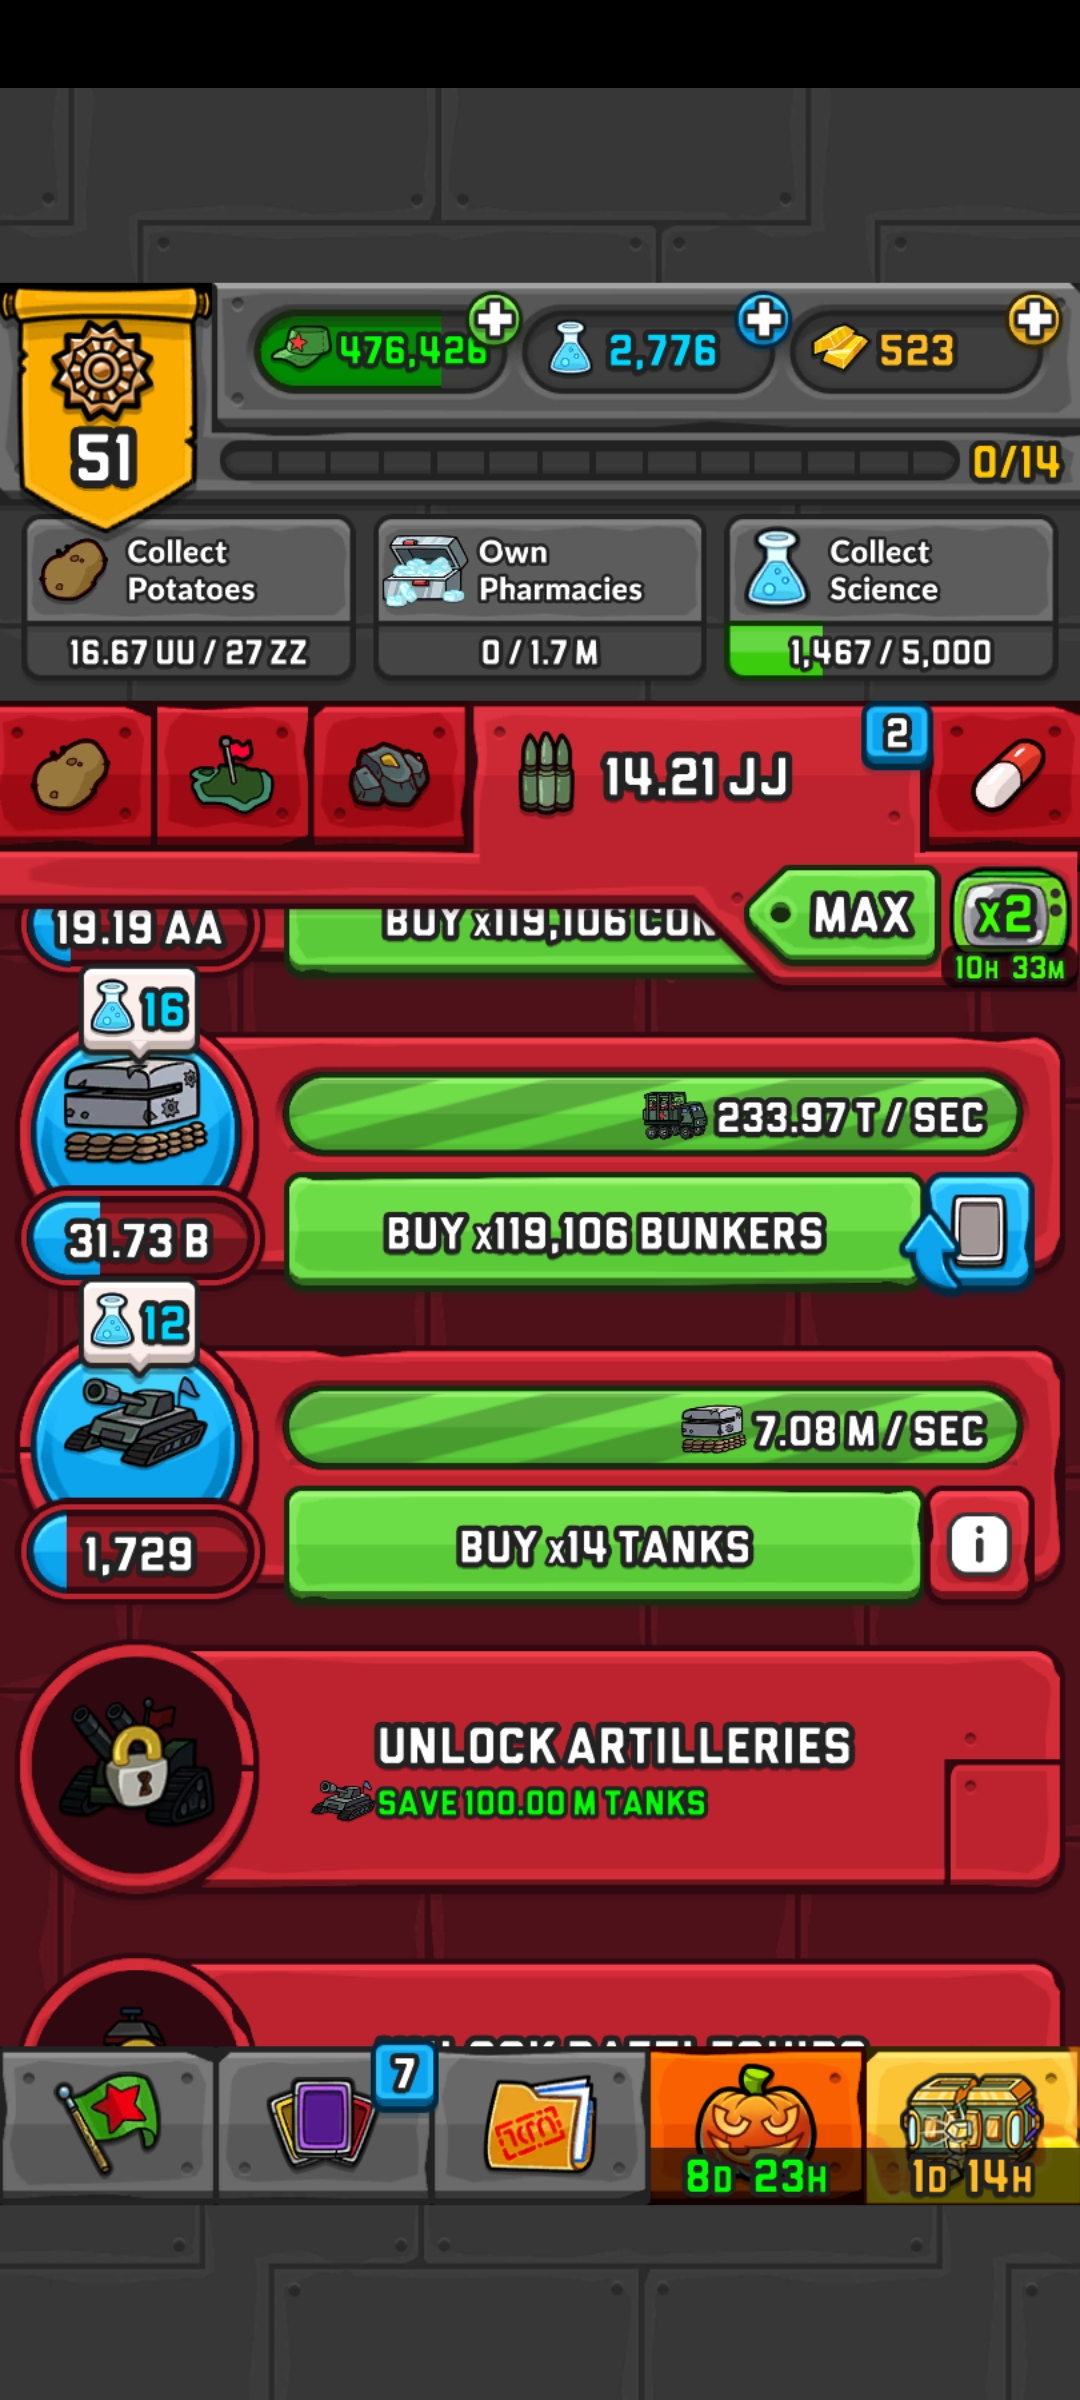 476,426
2,776
523
51
0/14
Collect
Potatoes
16.67 UU / 27 ZZ
Own
Pharmacies
0 / 1.7 M
Collect
Science
1,467 / 5,000
14.21 JJ
2
MAX
x2
10H 33M
19.19 AA
BUY x119,106
16
233.97 T / SEC
31.73 B
BUY x119,106 BUNKERS
12
7.08 M / SEC
1,729
BUY x14 TANKS
i
UNLOCK ARTILLERIES
SAVE 100.00 M TANKS
7
8D 23H
1D 14H